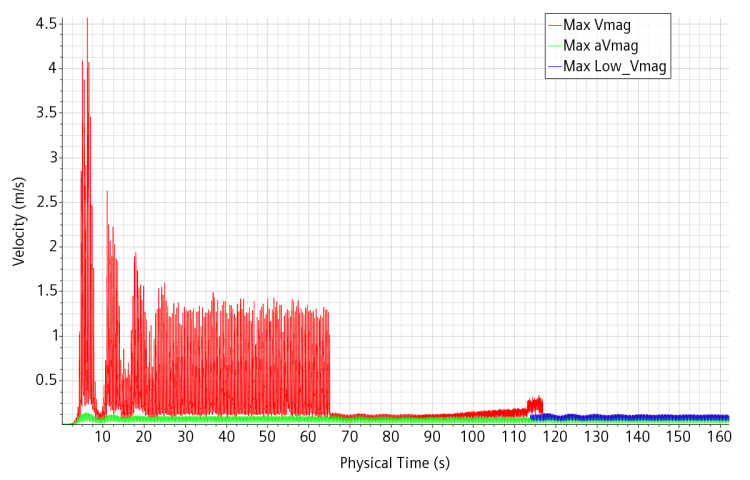 Max Vmag
Max aVmag
Max Low_Vmag
4.5
4
3.5
3
2.5
2
1.5
1
0.5
Velocity (m/s)
10 20 30 40 50 60 70 80 90 100 110 120 130 140 150 160
Physical Time (s)